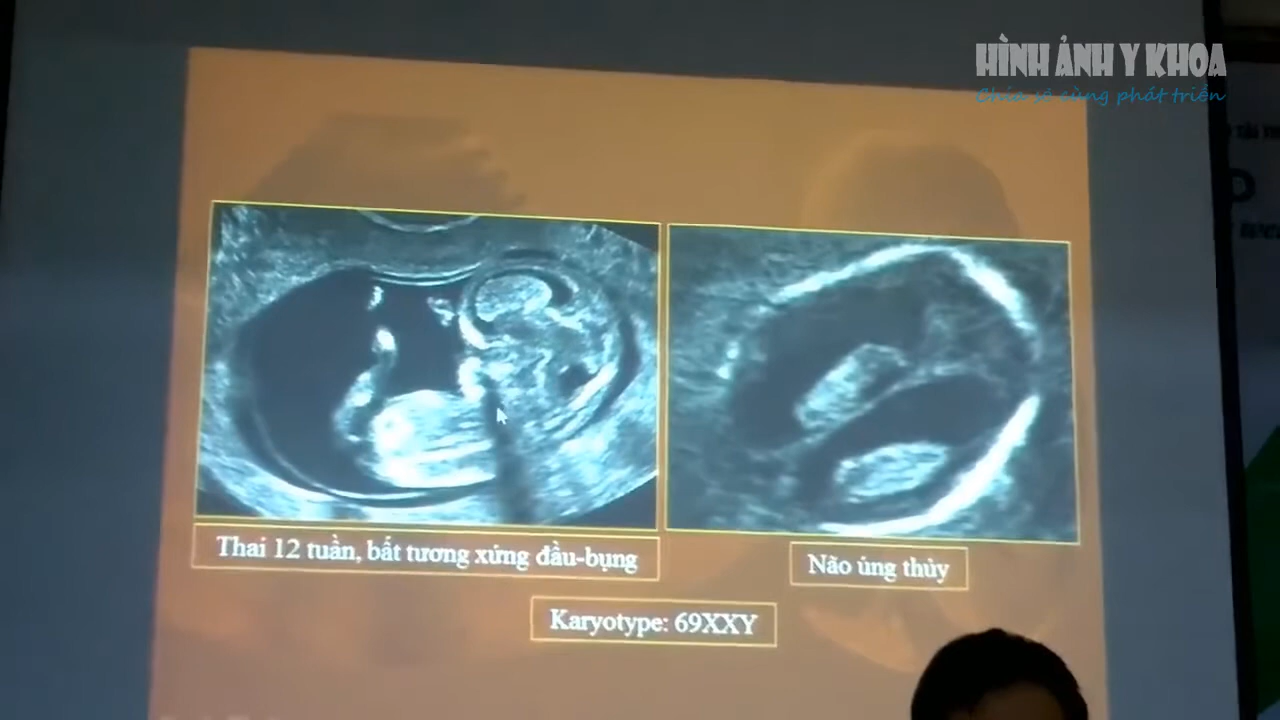 HÌNH ẢNH Y KHOA
Chia sẻ cùng phát triển
Thai 12 tuần, bất tương xứng đầu-bụng
Não úng thủy
Karyotype: 69XXY